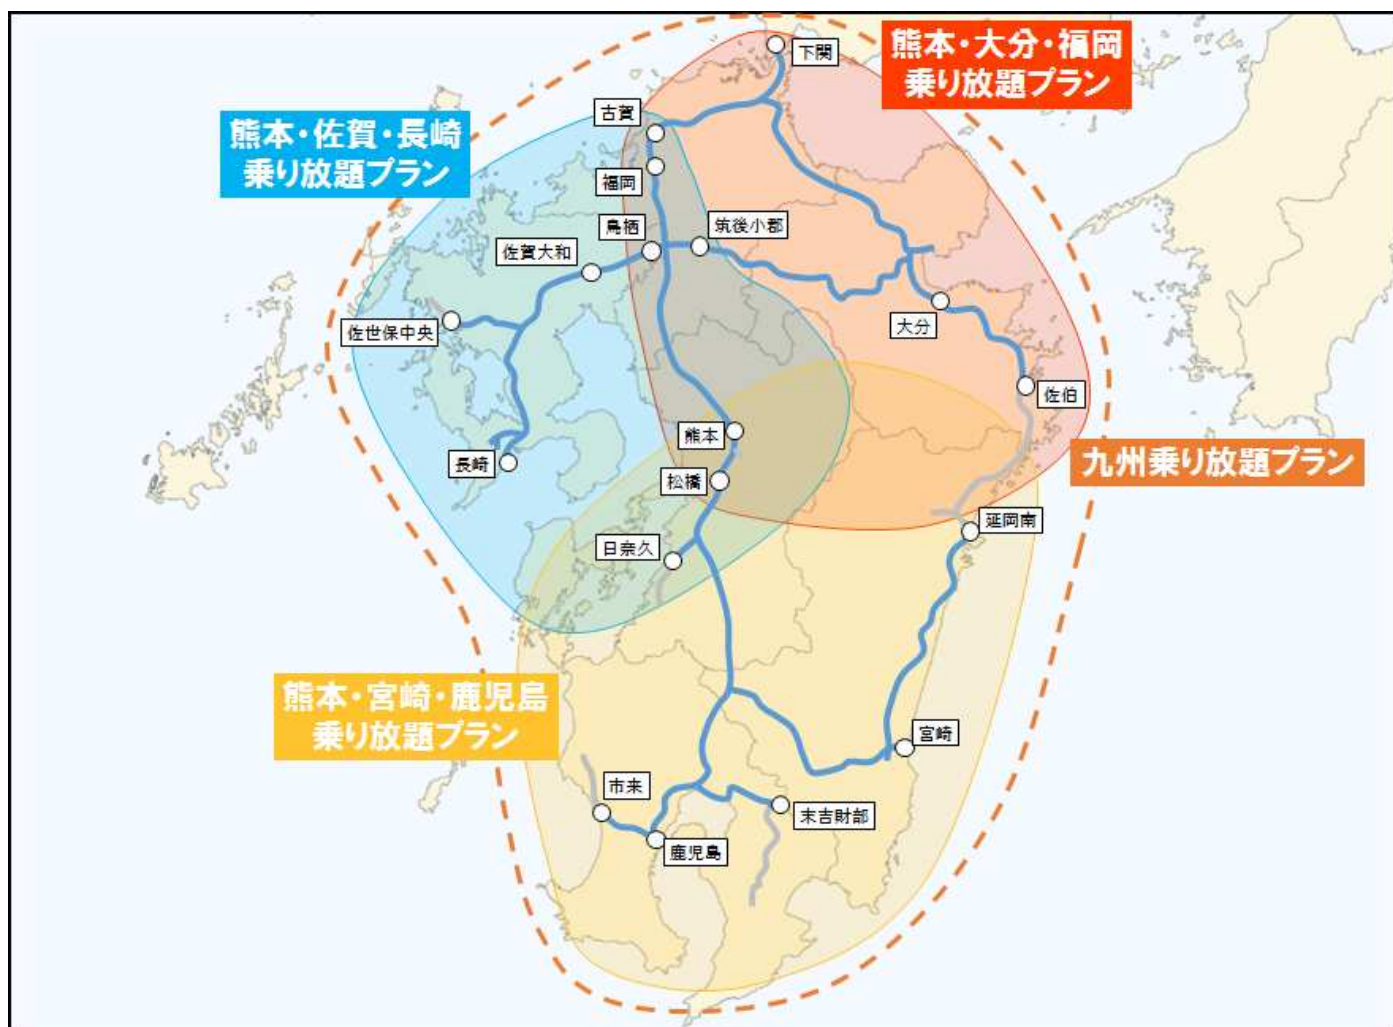 熊本・大分・福岡
乗り放題プラン
下関
古賀
熊本・佐賀・長崎
乗り放題プラン
福岡
鳥栖
筑後小郡
佐賀大和
佐世保中央
大分
佐伯
熊本
長崎
九州乗り放題プラン
松橋
延岡南
日奈久
熊本・宮崎・鹿児島
乗り放題プラン
宮崎
市来
末吉財部
鹿児島